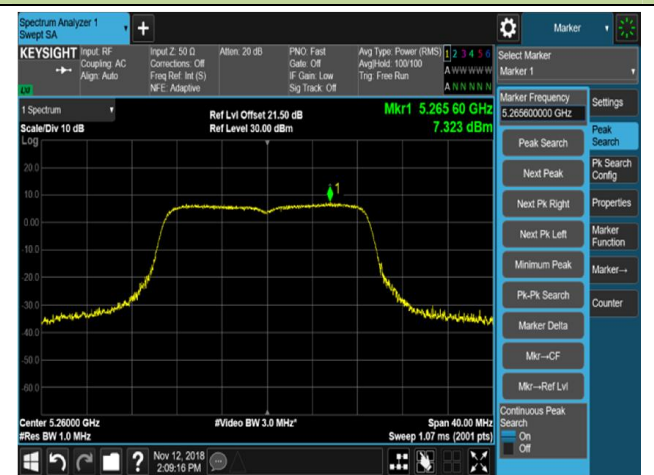 Spectrum Analyzer 1
Swept SA
+
Marker
KEYSIGHT
Input: RF
Coupling: AC
Align: Auto
Input Z: 50 Ω
Corrections: Off
Freq Ref: Int (S)
NFE: Adaptive
Atten: 20 dB
PNO: Fast
Gate: Off
IF Gain: Low
Sig Track: Off
Avg Type: Power (RMS)
Avg|Hold: 100/100
Trig: Free Run
1 2 3 4 5 6
A W W W W W
A N N N N N
Select Marker
Marker 1
1 Spectrum
Scale/Div 10 dB
Log
Ref Lvl Offset 21.50 dB
Ref Level 30.00 dBm
Mkr1 5.265 60 GHz
7.323 dBm
20.0
10.0
0.00
-10.0
-20.0
-30.0
-40.0
-50.0
-60.0
1
Center 5.26000 GHz
#Res BW 1.0 MHz
#Video BW 3.0 MHz*
Span 40.00 MHz
Sweep 1.07 ms (2001 pts)
Marker Frequency
5.265600000 GHz
Peak Search
Next Peak
Next Pk Right
Next Pk Left
Minimum Peak
Pk-Pk Search
Marker Delta
Mkr→CF
Mkr→Ref Lvl
Continuous Peak
Search
On
Off
Settings
Peak
Search
Pk Search
Config
Properties
Marker
Function
Marker→
Counter
?
Nov 12, 2018
2:09:16 PM